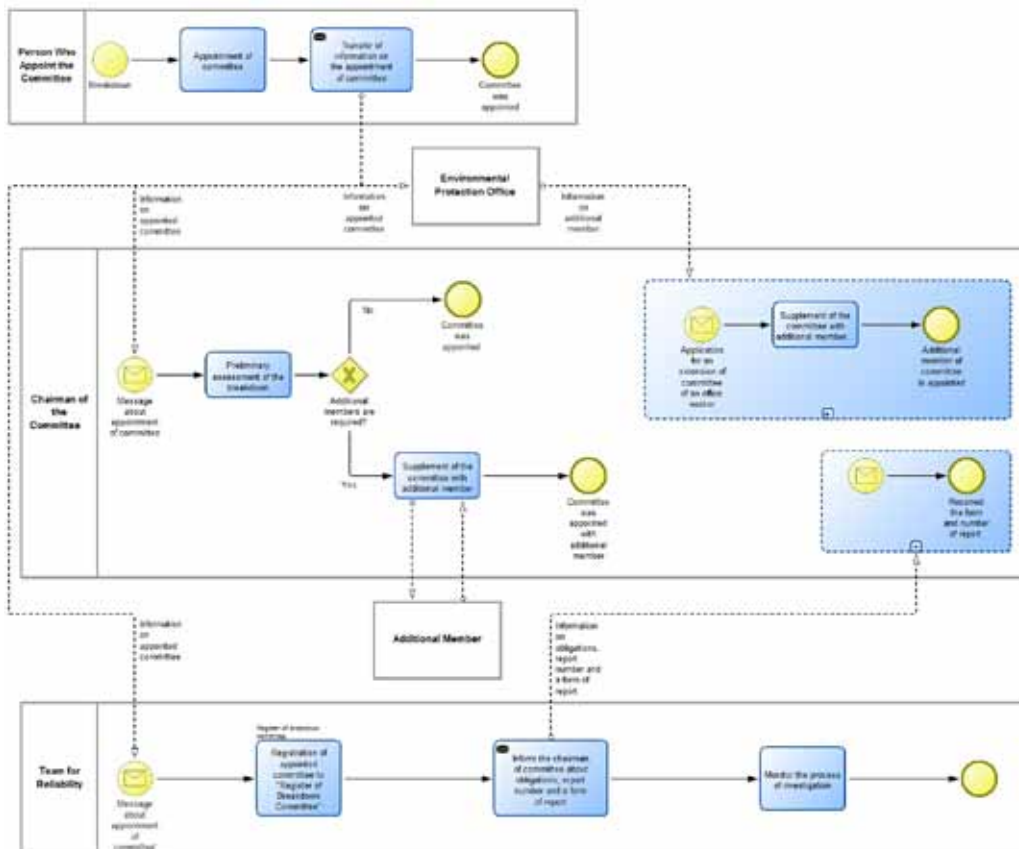 Person Who
Appoint the
Committee
Breakdown
Appointment of
committee
Transfer of
information on
the appointment
of committee
Committee
was
appointed
Environmental
Protection Office
Information
on
appointed
committee
Information
on
appointed
committee
Information
on
additional
member
Chairman of
the
Committee
Message
about
appointment
of committee
Preliminary
assessment of the
breakdown
Additional
members are
required?
No
Committee
was
appointed
Yes
Supplement of the
committee with
additional member
Committee
was
appointed
with
additional
member
Application
for an
extension of
committee
of an office
worker
Supplement of the
committee with
additional member
Additional
member of
committee
is appointed
Received
the form
and number
of report
Additional Member
Information
on
appointed
committee
Information
on
obligations,
report
number and
a form of
report
Team for
Reliability
Message
about
appointment
of
committee'
Register of breakdown
Registration of
appointed
committee to
"Register of
Breakdown
Committee"
Inform the chairman
of committee about
obligations, report
number and a form
of report
Monitor the process
of investigation